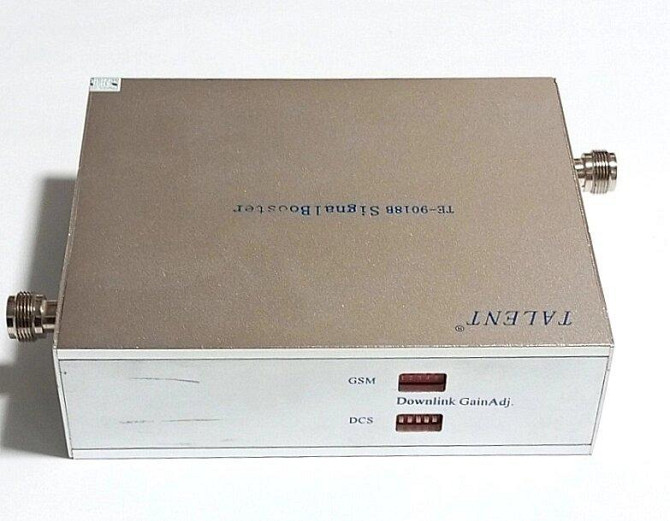 TE-9018B SignalBooster
TALENT®
GSM
Downlink GainAdj.
DCS